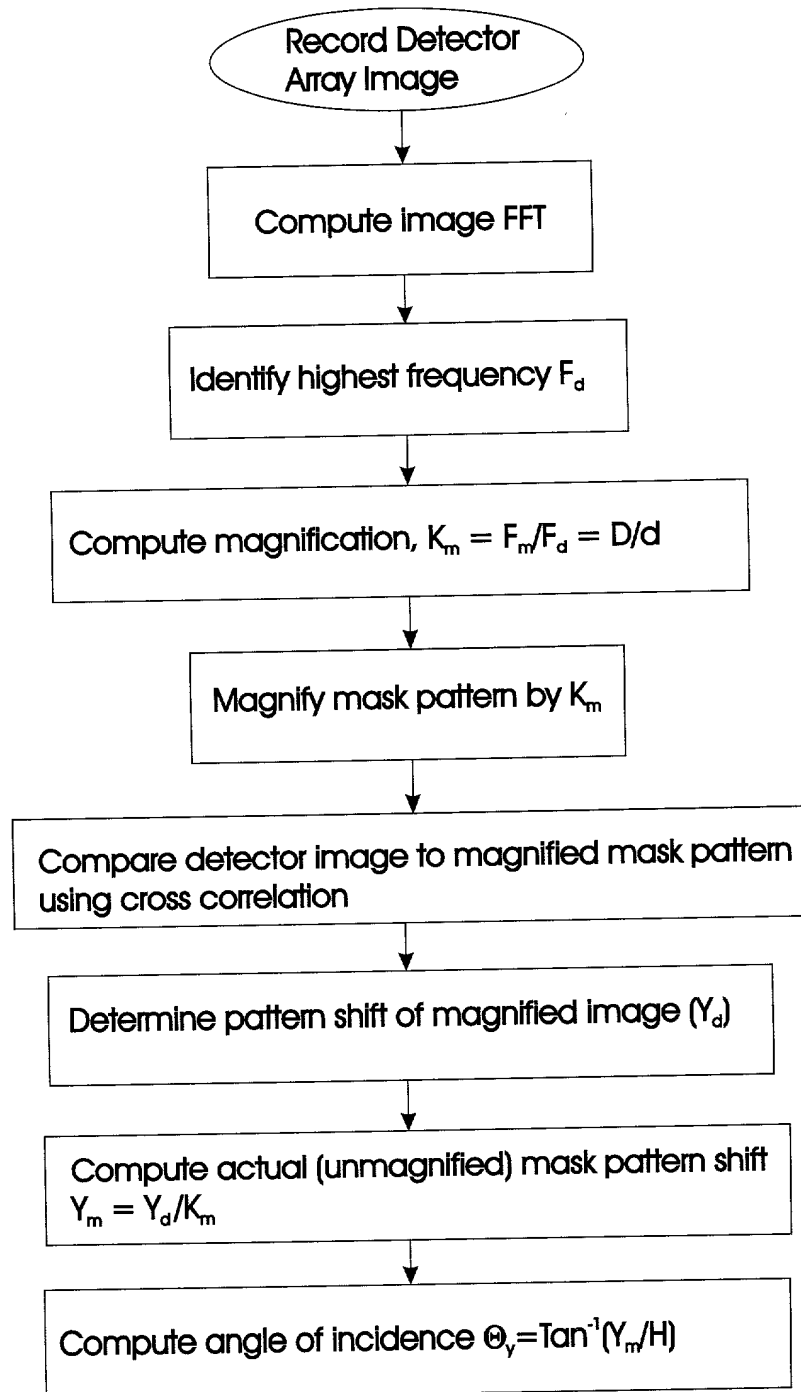 Record Detector
Array Image
Compute image FFT
Identify highest frequency F_d
Compute magnification, K_m = F_m/F_d = D/d
Magnify mask pattern by K_m
Compare detector image to magnified mask pattern
using cross correlation
Determine pattern shift of magnified image (Y_d)
Compute actual (unmagnified) mask pattern shift
Y_m = Y_d/K_m
Compute angle of incidence Θ_y=Tan⁻¹(Y_m/H)